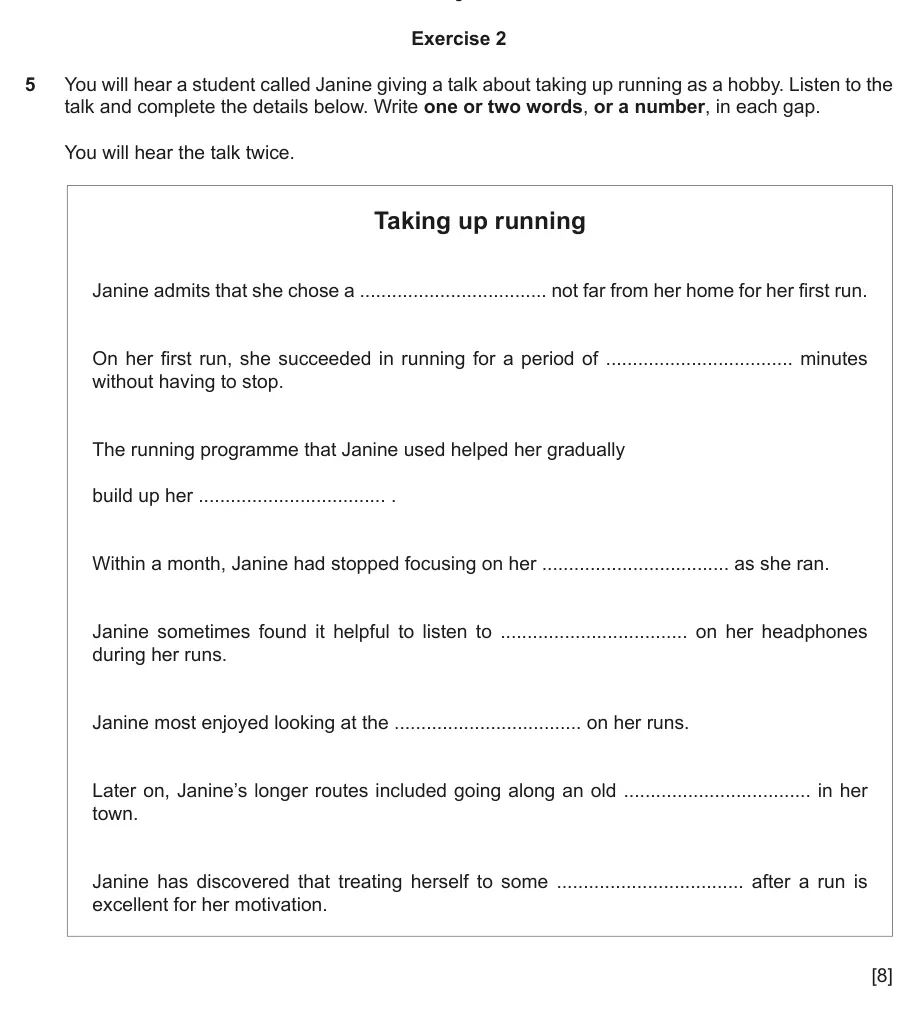 Exercise 2
5 You will hear a student called Janine giving a talk about taking up running as a hobby. Listen to the
talk and complete the details below. Write one or two words, or a number, in each gap.
You will hear the talk twice.
Taking up running
Janine admits that she chose a ................................... not far from her home for her first run.
On her first run, she succeeded in running for a period of ................................... minutes
without having to stop.
The running programme that Janine used helped her gradually
build up her ................................... .
Within a month, Janine had stopped focusing on her ................................... as she ran.
Janine sometimes found it helpful to listen to ................................... on her headphones
during her runs.
Janine most enjoyed looking at the ................................... on her runs.
Later on, Janine’s longer routes included going along an old ................................... in her
town.
Janine has discovered that treating herself to some ................................... after a run is
excellent for her motivation.
[8]